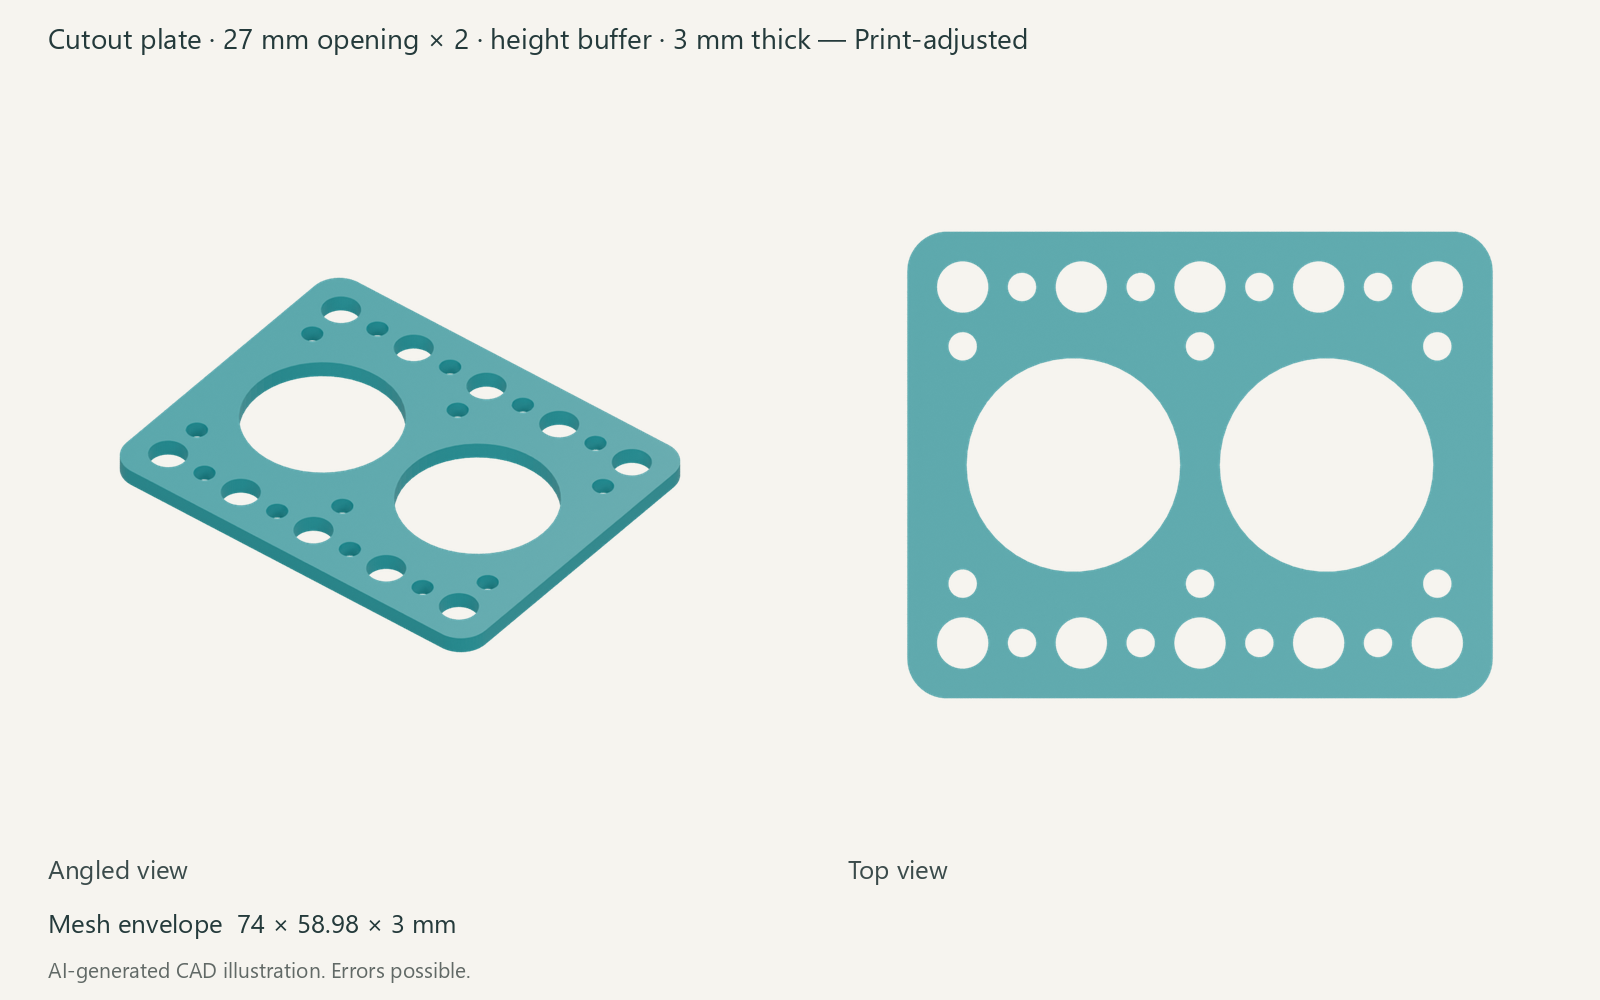 Cutout plate · 27 mm opening × 2 · height buffer · 3 mm thick — Print-adjusted
Angled view
Top view
Mesh envelope  74 × 58.98 × 3 mm
AI-generated CAD illustration. Errors possible.